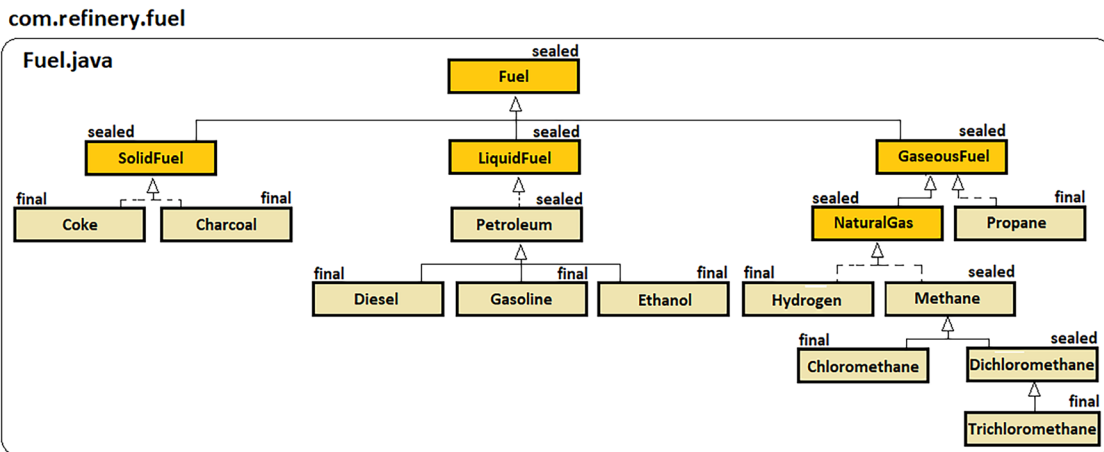 com.refinery.fuel
Fuel.java
sealed
Fuel
sealed
SolidFuel
sealed
LiquidFuel
sealed
GaseousFuel
final
Coke
final
Charcoal
sealed
Petroleum
sealed
NaturalGas
final
Propane
final
Diesel
final
Gasoline
final
Ethanol
final
Hydrogen
sealed
Methane
final
Chloromethane
sealed
Dichloromethane
final
Trichloromethane